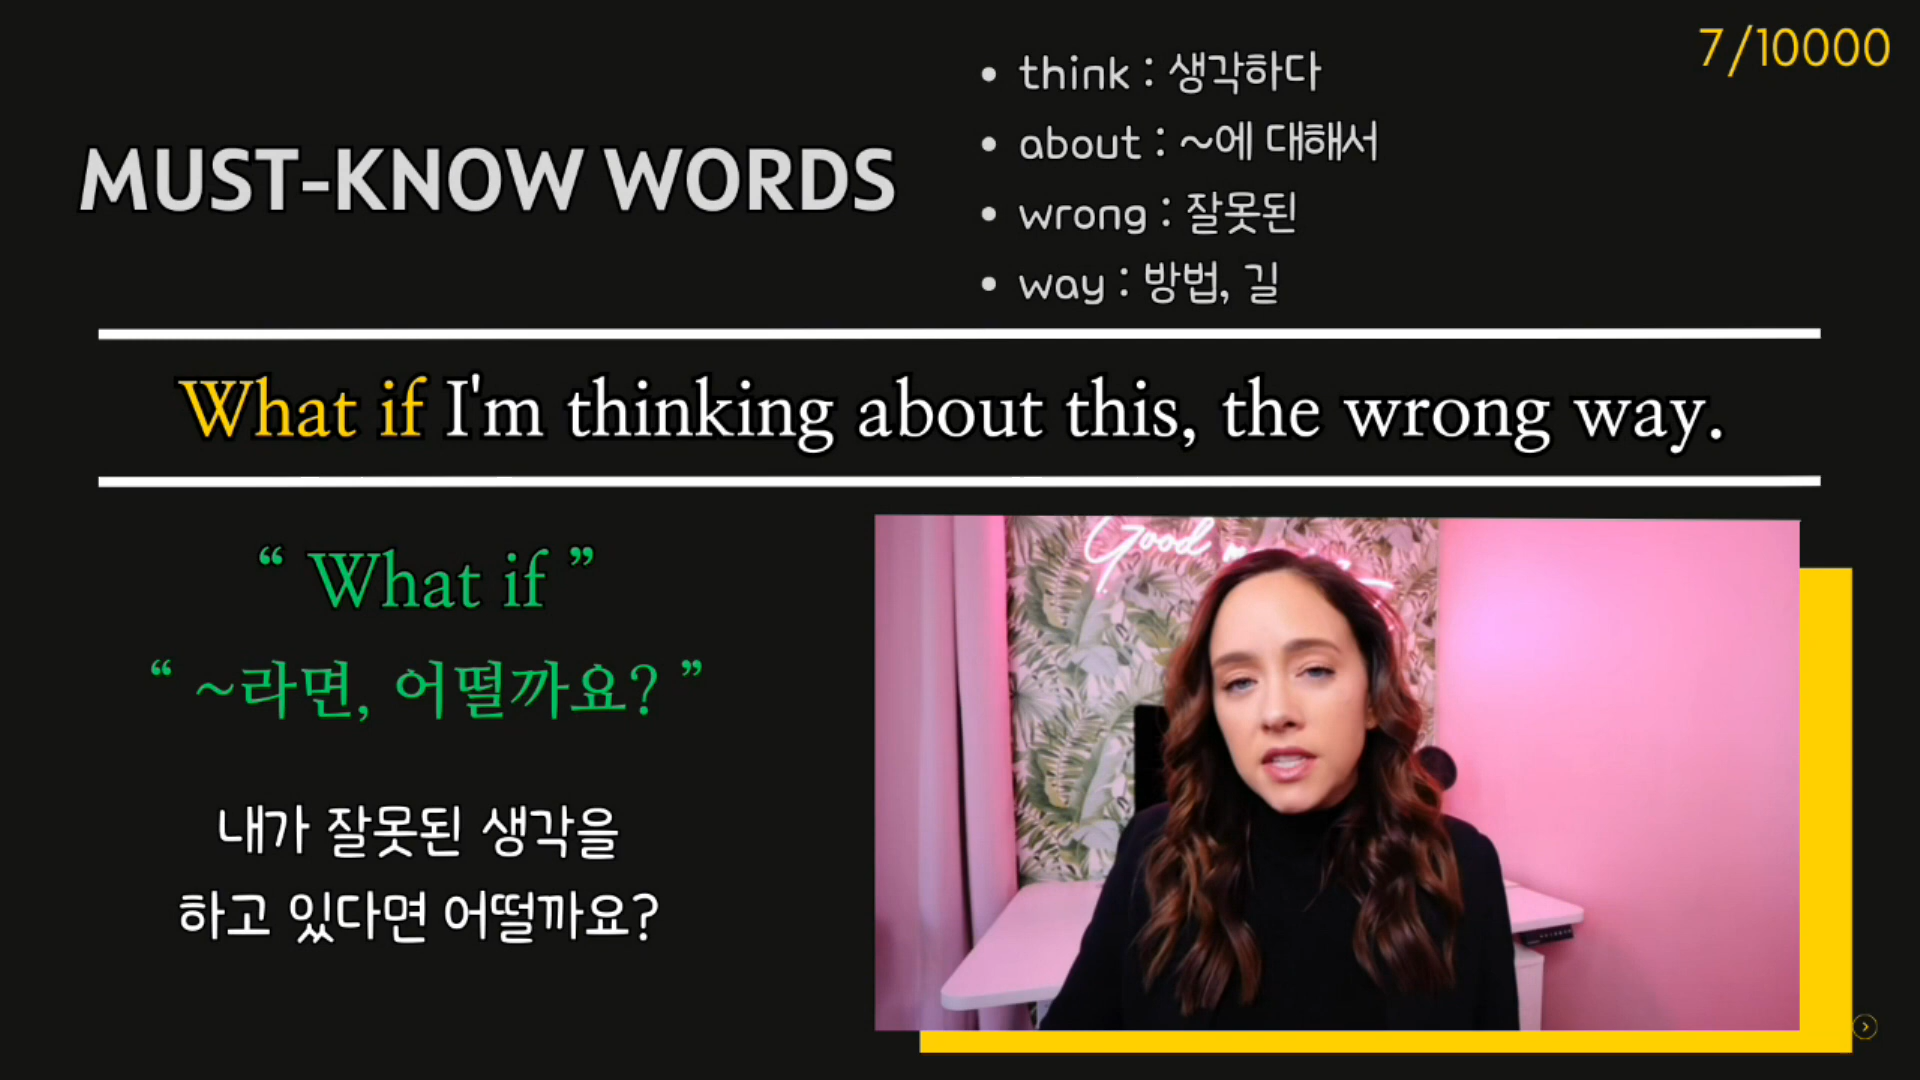 7/10000
MUST-KNOW WORDS
• think : 생각하다
• about : ~에 대해서
• wrong : 잘못된
• way : 방법, 길
What if I'm thinking about this, the wrong way.
“ What if ”
“ ~라면, 어떨까요? ”
내가 잘못된 생각을
하고 있다면 어떨까요?
Good